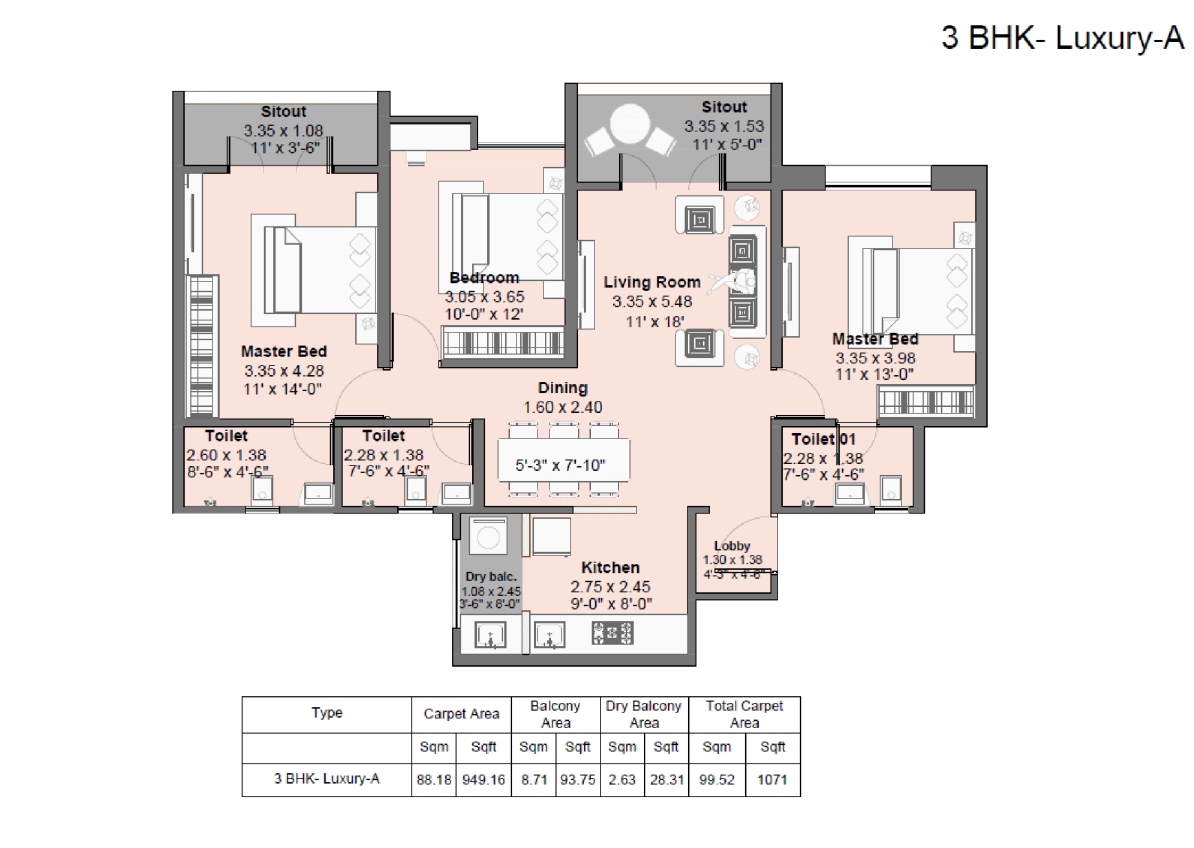 3 BHK- Luxury-A
Sitout
3.35 x 1.08
11' x 3'-6"
Sitout
3.35 x 1.53
11' x 5'-0"
Bedroom
3.05 x 3.65
10'-0" x 12'
Living Room
3.35 x 5.48
11' x 18'
Master Bed
3.35 x 4.28
11' x 14'-0"
Master Bed
3.35 x 3.98
11' x 13'-0"
Dining
1.60 x 2.40
5'-3" x 7'-10"
Toilet
2.60 x 1.38
8'-6" x 4'-6"
Toilet
2.28 x 1.38
7'-6" x 4'-6"
Toilet 01
2.28 x 1.38
7'-6" x 4'-6"
Lobby
1.30 x 1.38
4'-3" x 4'-6"
Kitchen
2.75 x 2.45
9'-0" x 8'-0"
Dry balc.
1.08 x 2.45
3'-6" x 8'-0"
Type Carpet Area Balcony Area Dry Balcony Area Total Carpet Area
Sqm Sqft Sqm Sqft Sqm Sqft Sqm Sqft
3 BHK- Luxury-A 88.18 949.16 8.71 93.75 2.63 28.31 99.52 1071